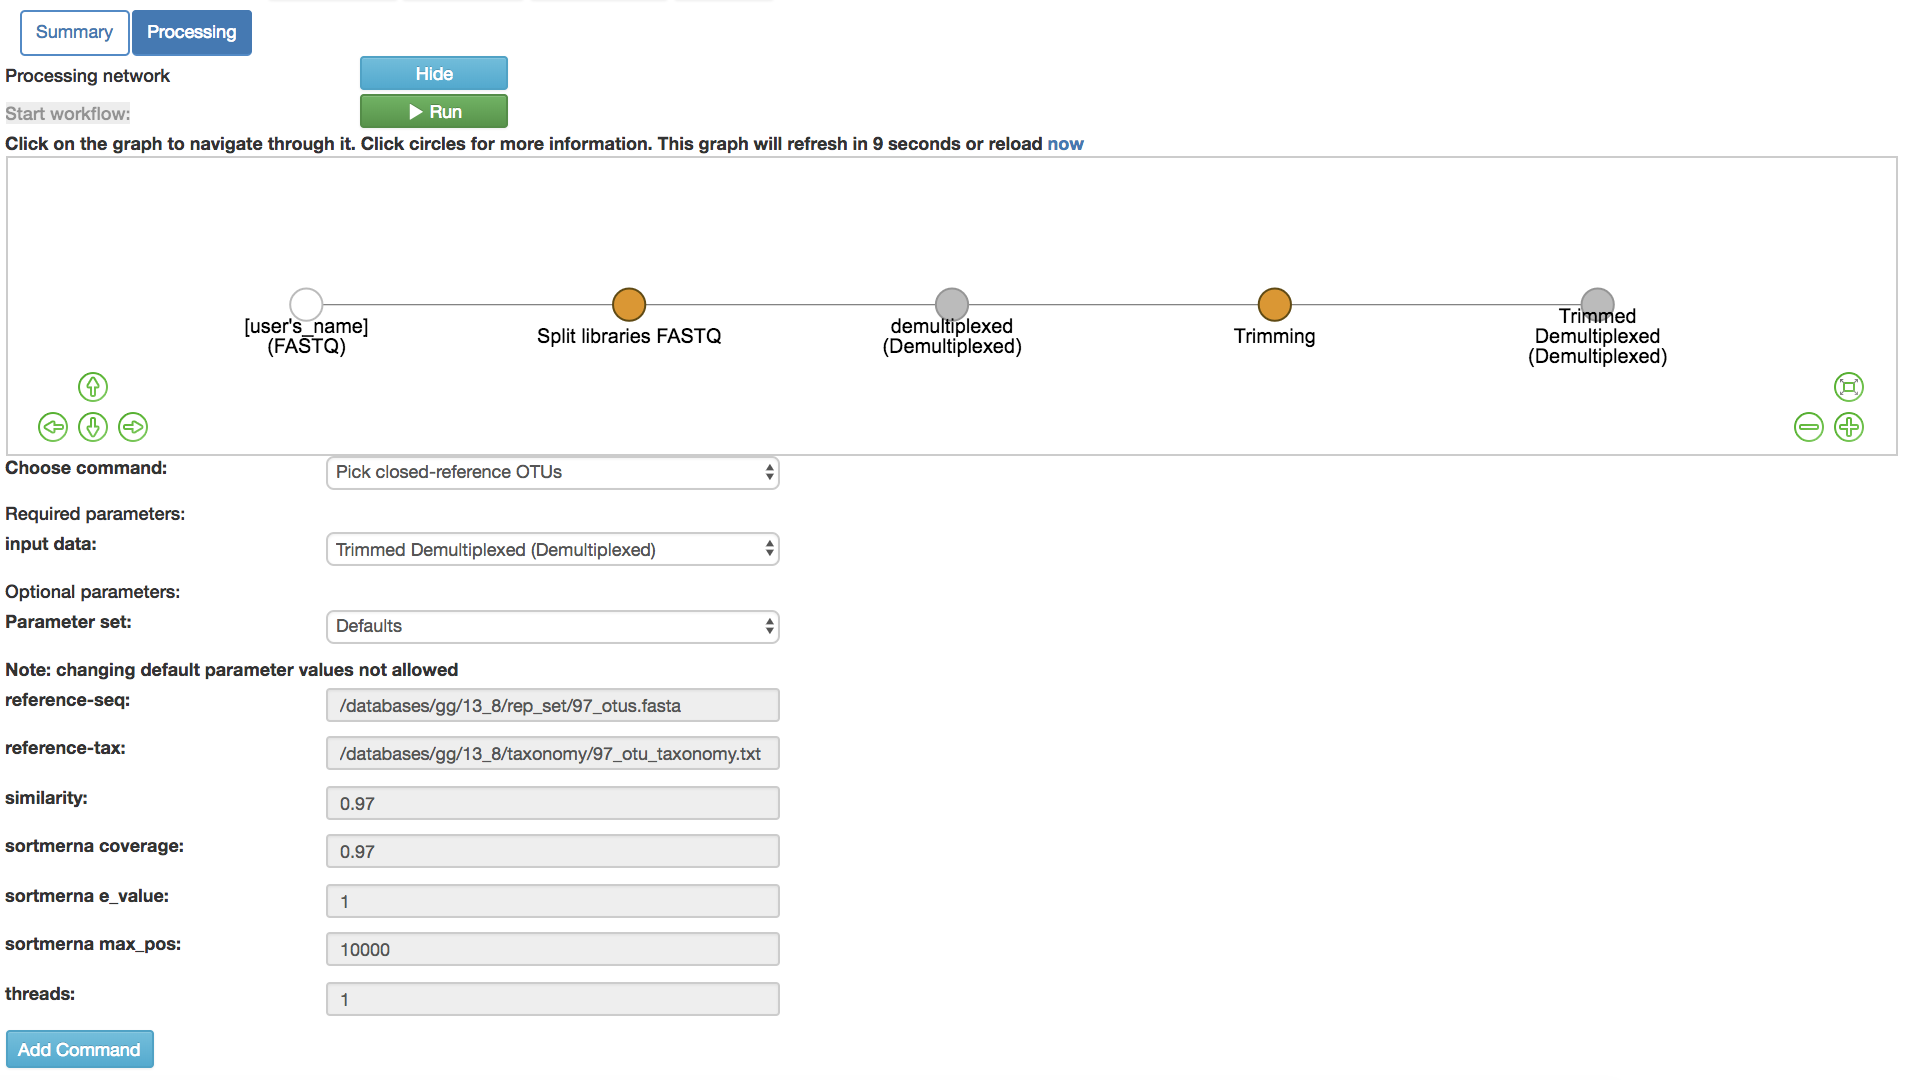 Summary Processing
Processing network Hide
Start workflow: Run
Click on the graph to navigate through it. Click circles for more information. This graph will refresh in 9 seconds or reload now
[user's_name]
(FASTQ)
Split libraries FASTQ
demultiplexed
(Demultiplexed)
Trimming
Trimmed
Demultiplexed
(Demultiplexed)
Choose command: Pick closed-reference OTUs
Required parameters:
input data: Trimmed Demultiplexed (Demultiplexed)
Optional parameters:
Parameter set: Defaults
Note: changing default parameter values not allowed
reference-seq: /databases/gg/13_8/rep_set/97_otus.fasta
reference-tax: /databases/gg/13_8/taxonomy/97_otu_taxonomy.txt
similarity: 0.97
sortmerna coverage: 0.97
sortmerna e_value: 1
sortmerna max_pos: 10000
threads: 1
Add Command